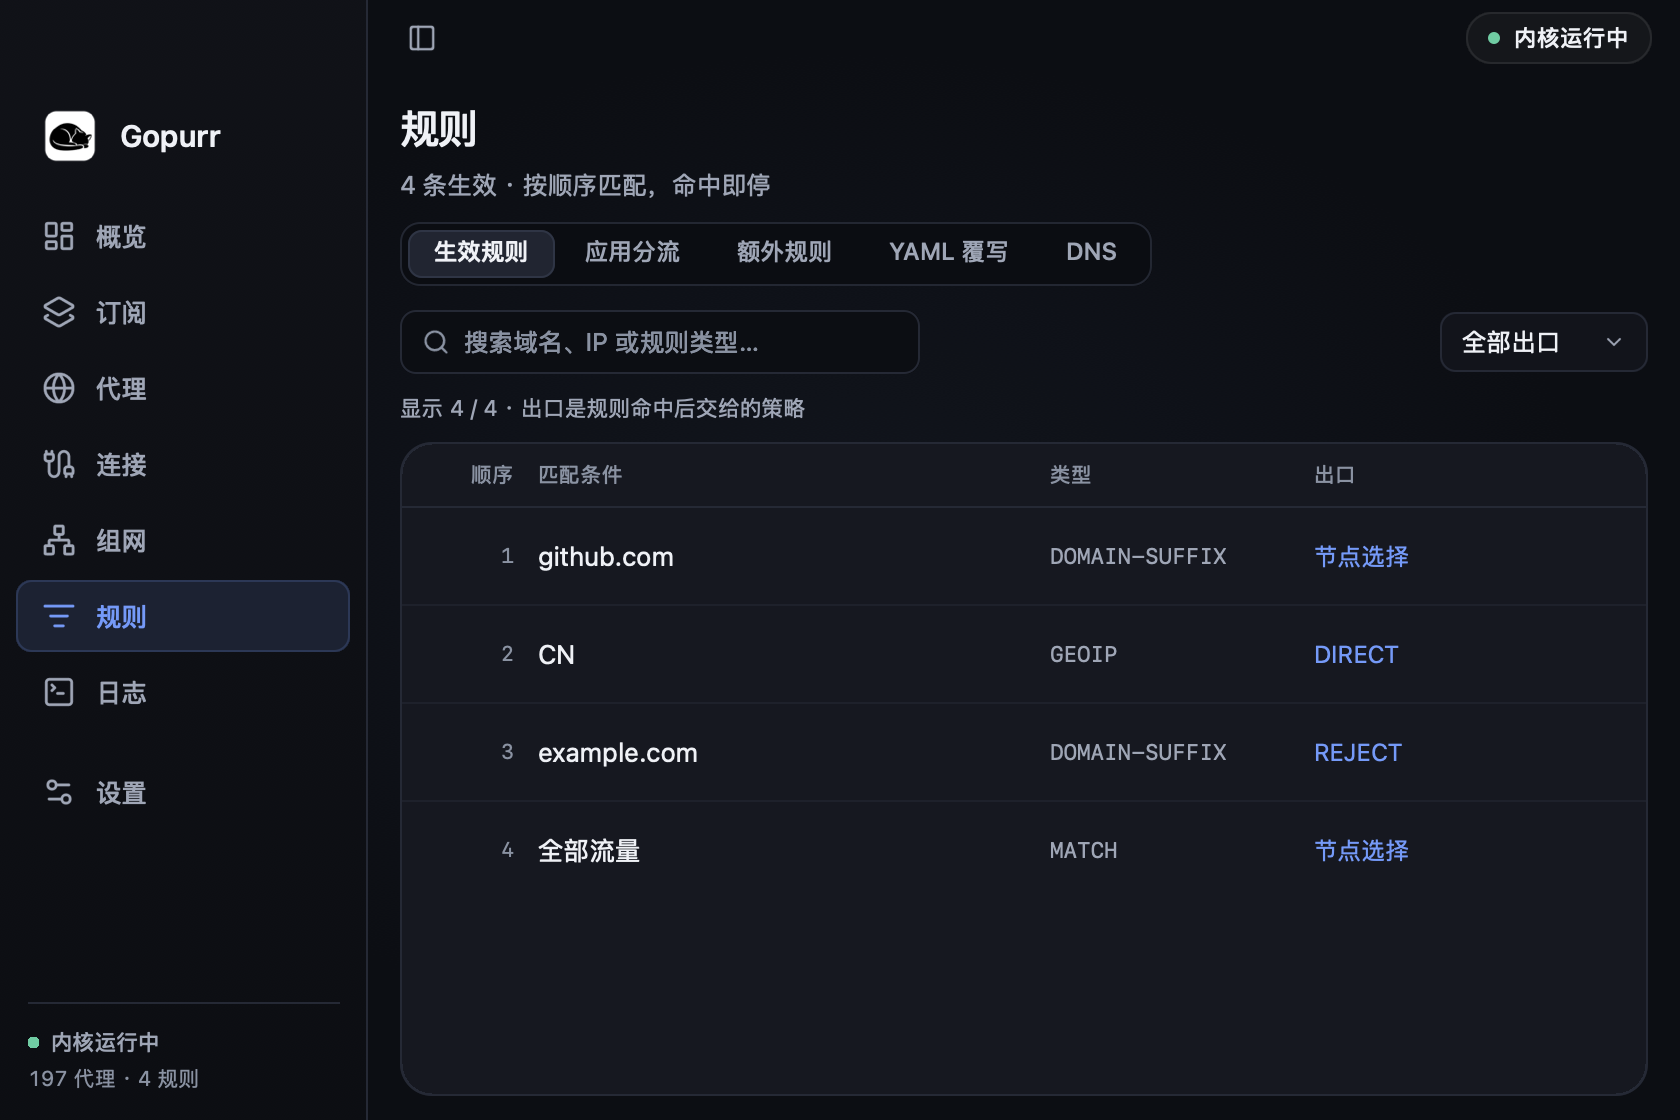 内核运行中
Gopurr
概览
订阅
代理
连接
组网
规则
日志
设置
内核运行中
197 代理 · 4 规则
规则
4 条生效 · 按顺序匹配，命中即停
生效规则 应用分流 额外规则 YAML 覆写 DNS
搜索域名、IP 或规则类型...
全部出口
显示 4 / 4 · 出口是规则命中后交给的策略
顺序 匹配条件 类型 出口
1 github.com DOMAIN-SUFFIX 节点选择
2 CN GEOIP DIRECT
3 example.com DOMAIN-SUFFIX REJECT
4 全部流量 MATCH 节点选择